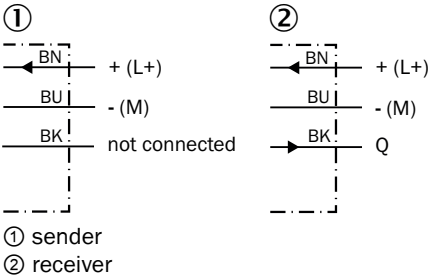 ① ②
BN + (L+) BN + (L+)
BU - (M) BU - (M)
BK not connected BK Q
① sender
② receiver